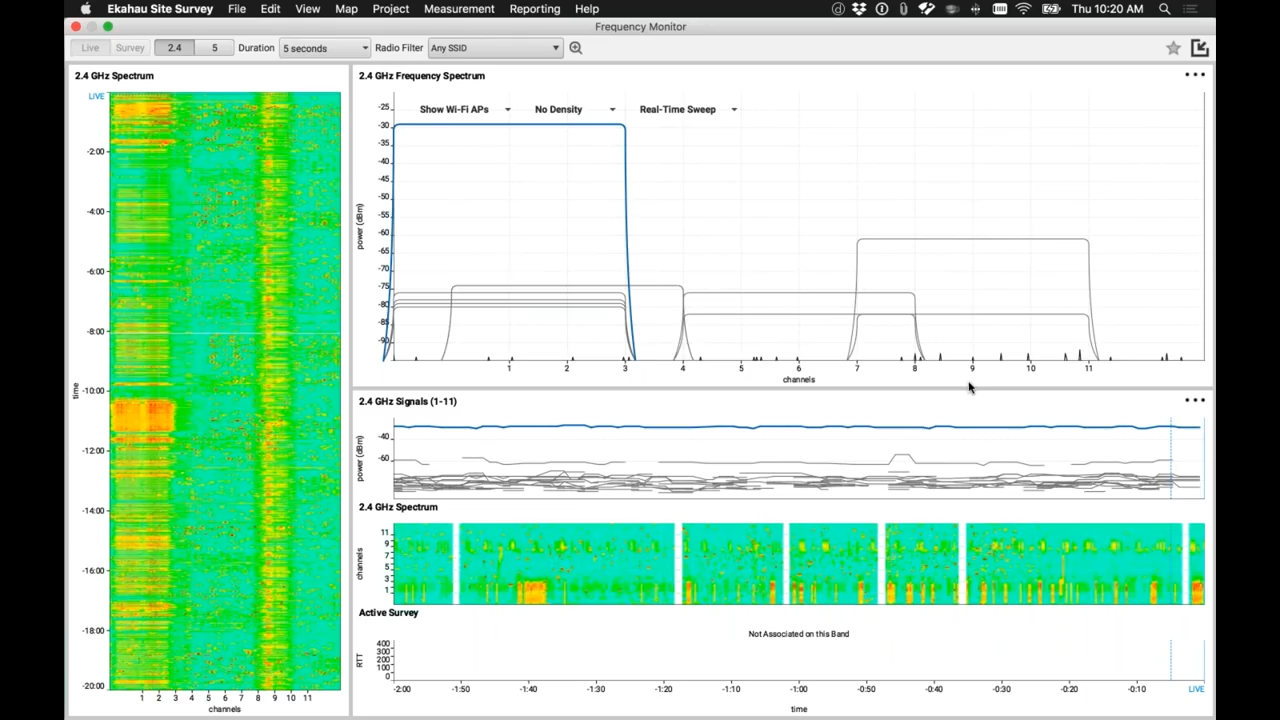 Ekahau Site Survey File Edit View Map Project Measurement Reporting Help Thu 10:20 AM
Frequency Monitor
Live Survey 2.4 5 Duration 5 seconds Radio Filter Any SSID
2.4 GHz Spectrum
LIVE
-2:00
-4:00
-6:00
-8:00
time
-10:00
-12:00
-14:00
-16:00
-18:00
-20:00
1 2 3 4 5 6 7 8 9 10 11
channels
2.4 GHz Frequency Spectrum
Show Wi-Fi APs No Density Real-Time Sweep
-25
-30
-35
-40
-45
-50
power (dBm)
-55
-60
-65
-70
-75
-80
-85
-90
1 2 3 4 5 6 7 8 9 10 11
channels
2.4 GHz Signals (1-11)
power (dBm)
-40
-60
2.4 GHz Spectrum
channels
11
9
7
5
3
1
Active Survey
Not Associated on this Band
RTT
400
300
200
100
0
-2:00 -1:50 -1:40 -1:30 -1:20 -1:10 -1:00 -0:50 -0:40 -0:30 -0:20 -0:10 LIVE
time